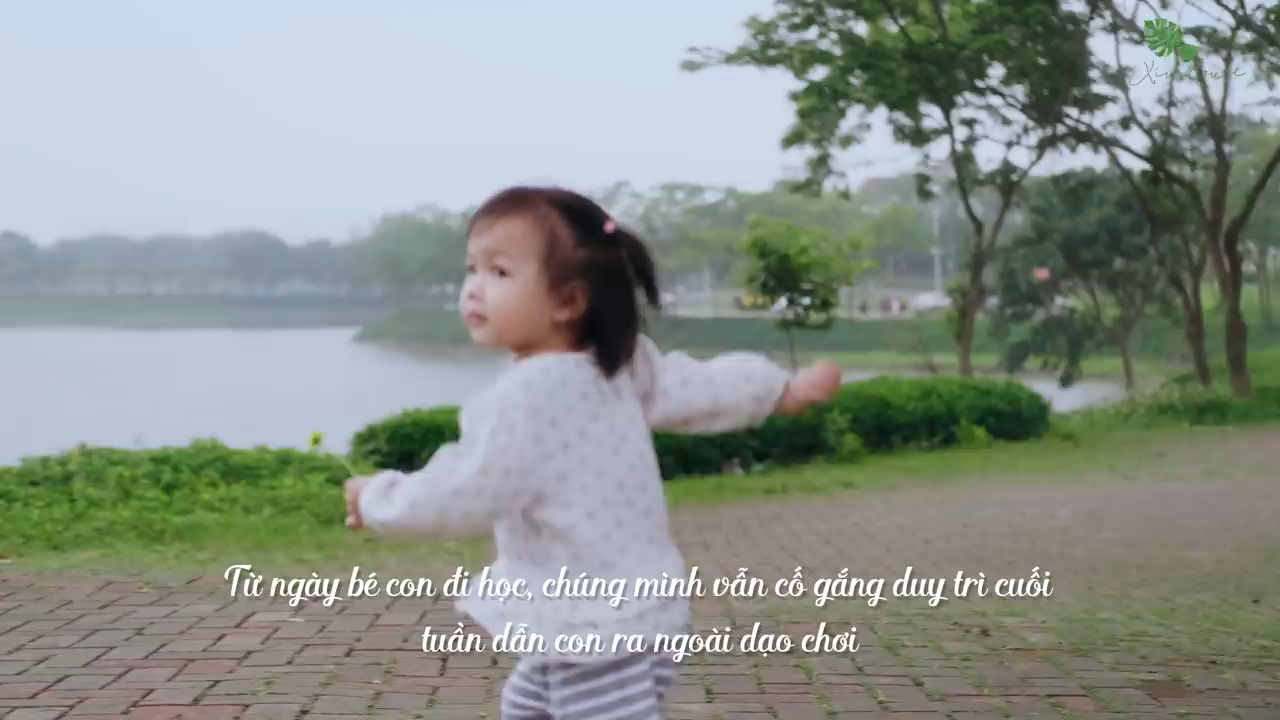 Từ ngày bé con đi học, chúng mình vẫn cố gắng duy trì cuối
tuần dẫn con ra ngoài dạo chơi